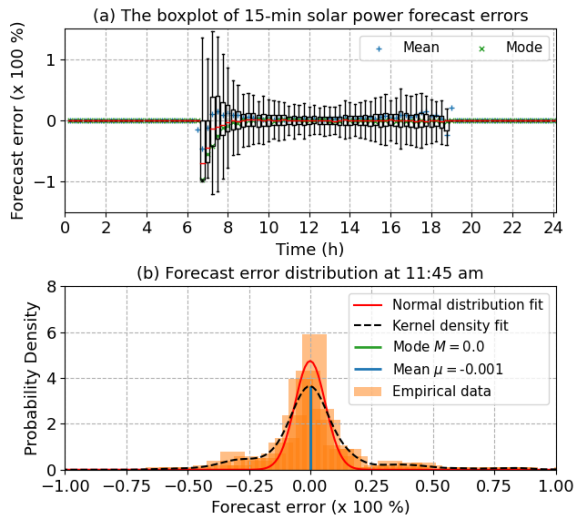 (a) The boxplot of 15-min solar power forecast errors
Mean
Mode
Forecast error (x 100 %)
1
0
−1
0 2 4 6 8 10 12 14 16 18 20 22 24
Time (h)
(b) Forecast error distribution at 11:45 am
Probability Density
8
6
4
2
0
Normal distribution fit
Kernel density fit
Mode M = 0.0
Mean μ = -0.001
Empirical data
−1.00 −0.75 −0.50 −0.25 0.00 0.25 0.50 0.75 1.00
Forecast error (x 100 %)